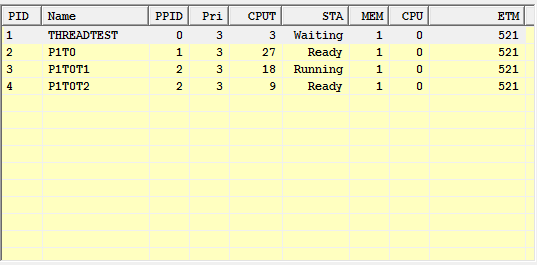 PID Name PPID Pri CPUT STA MEM CPU ETM
1 THREADTEST 0 3 3 Waiting 1 0 521
2 P1T0 1 3 27 Ready 1 0 521
3 P1T0T1 2 3 18 Running 1 0 521
4 P1T0T2 2 3 9 Ready 1 0 521